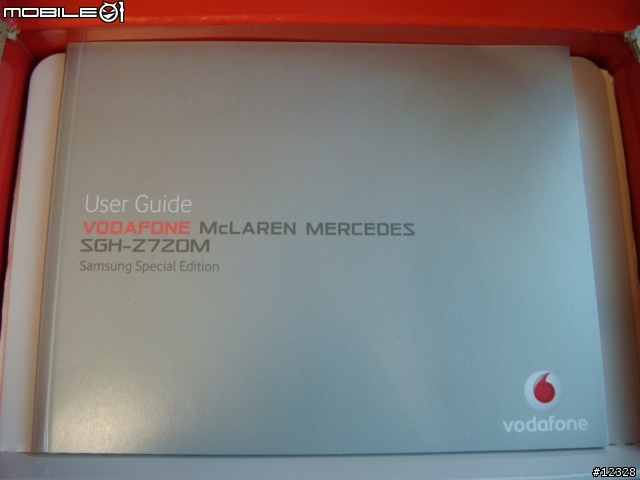 MOBILE01
User Guide
VODAFONE McLAREN MERCEDES
SGH-Z720M
Samsung Special Edition
vodafone
#12328